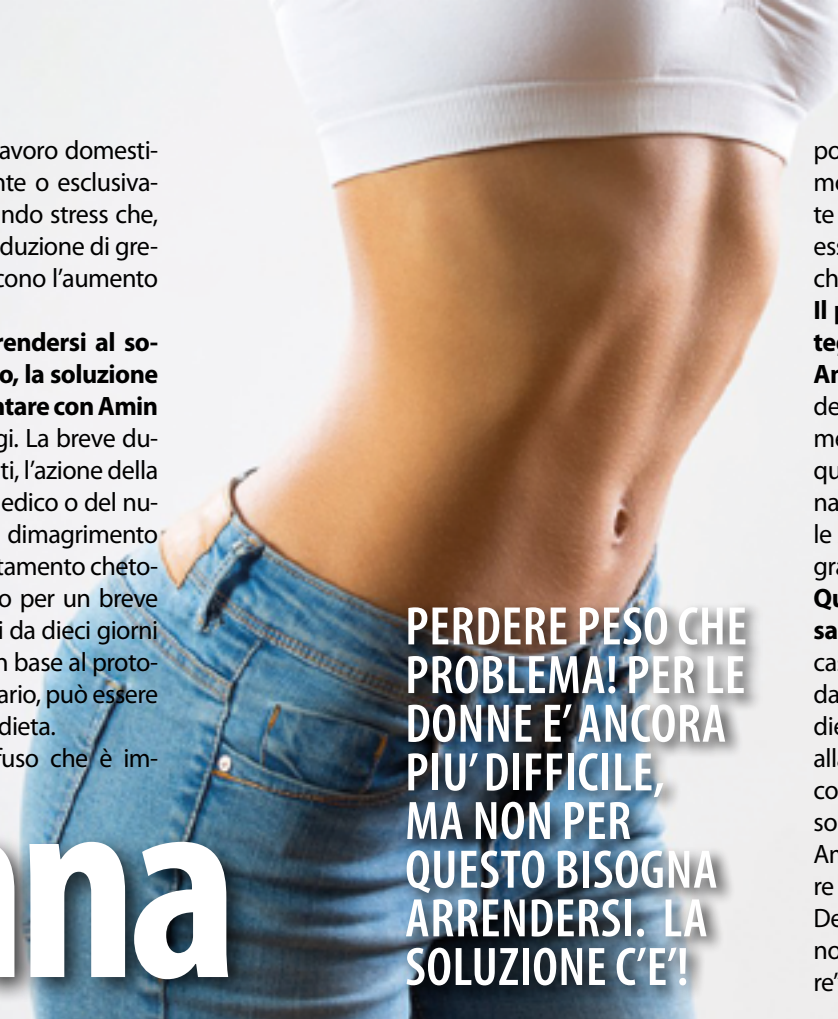 avoro domesti-
nte o esclusiva-
ndo stress che,
duzione di gre-
cono l'aumento
rendersi al so-
o, la soluzione
ntare con Amin
gi. La breve du-
ti, l'azione della
edico o del nu-
dimagrimento
tamento cheto-
o per un breve
i da dieci giorni
n base al proto-
ario, può essere
dieta.
fuso che è im-
nna
PERDERE PESO CHE
PROBLEMA! PER LE
DONNE E' ANCORA
PIU' DIFFICILE,
MA NON PER
QUESTO BISOGNA
ARRENDERSI. LA
SOLUZIONE C'E'!
po
me
te
ess
ch
Il p
teg
An
de
me
qu
na
le
gra
Qu
sa
ca
da
die
alla
co
so
An
re
De
no
re'